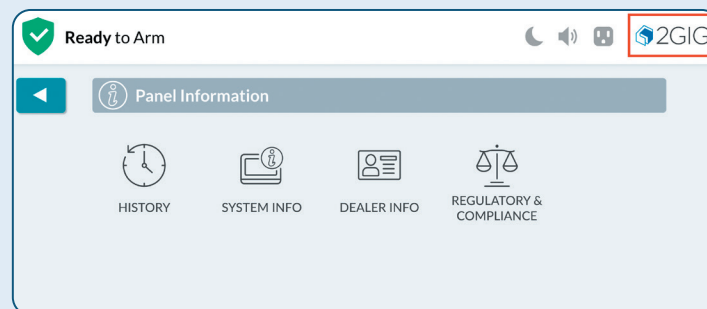 Ready to Arm
2GIG
Panel Information
HISTORY
SYSTEM INFO
DEALER INFO
REGULATORY &
COMPLIANCE